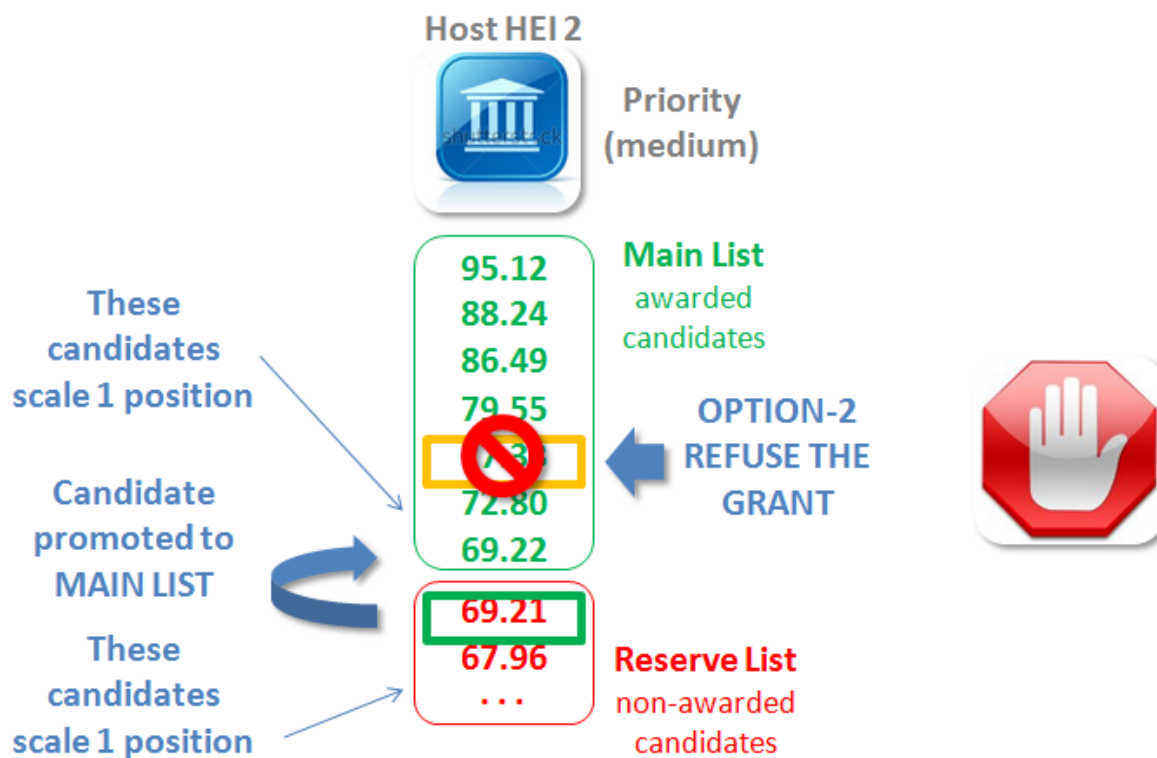 Host HEI 2
shutterstock
Priority
(medium)
95.12
88.24
86.49
79.55
72.80
69.22
Main List
awarded
candidates
These
candidates
scale 1 position
OPTION-2
REFUSE THE
GRANT
Candidate
promoted to
MAIN LIST
69.21
67.96
...
Reserve List
non-awarded
candidates
These
candidates
scale 1 position